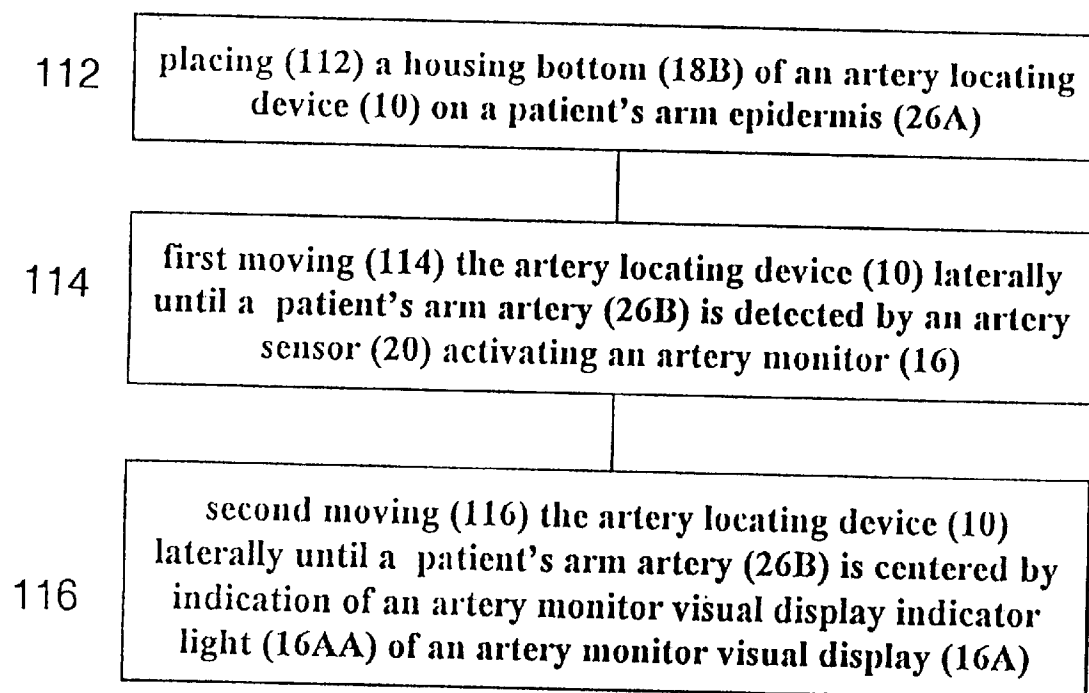 112
placing (112) a housing bottom (18B) of an artery locating
device (10) on a patient's arm epidermis (26A)
114
first moving (114) the artery locating device (10) laterally
until a patient's arm artery (26B) is detected by an artery
sensor (20) activating an artery monitor (16)
116
second moving (116) the artery locating device (10)
laterally until a patient's arm artery (26B) is centered by
indication of an artery monitor visual display indicator
light (16AA) of an artery monitor visual display (16A)